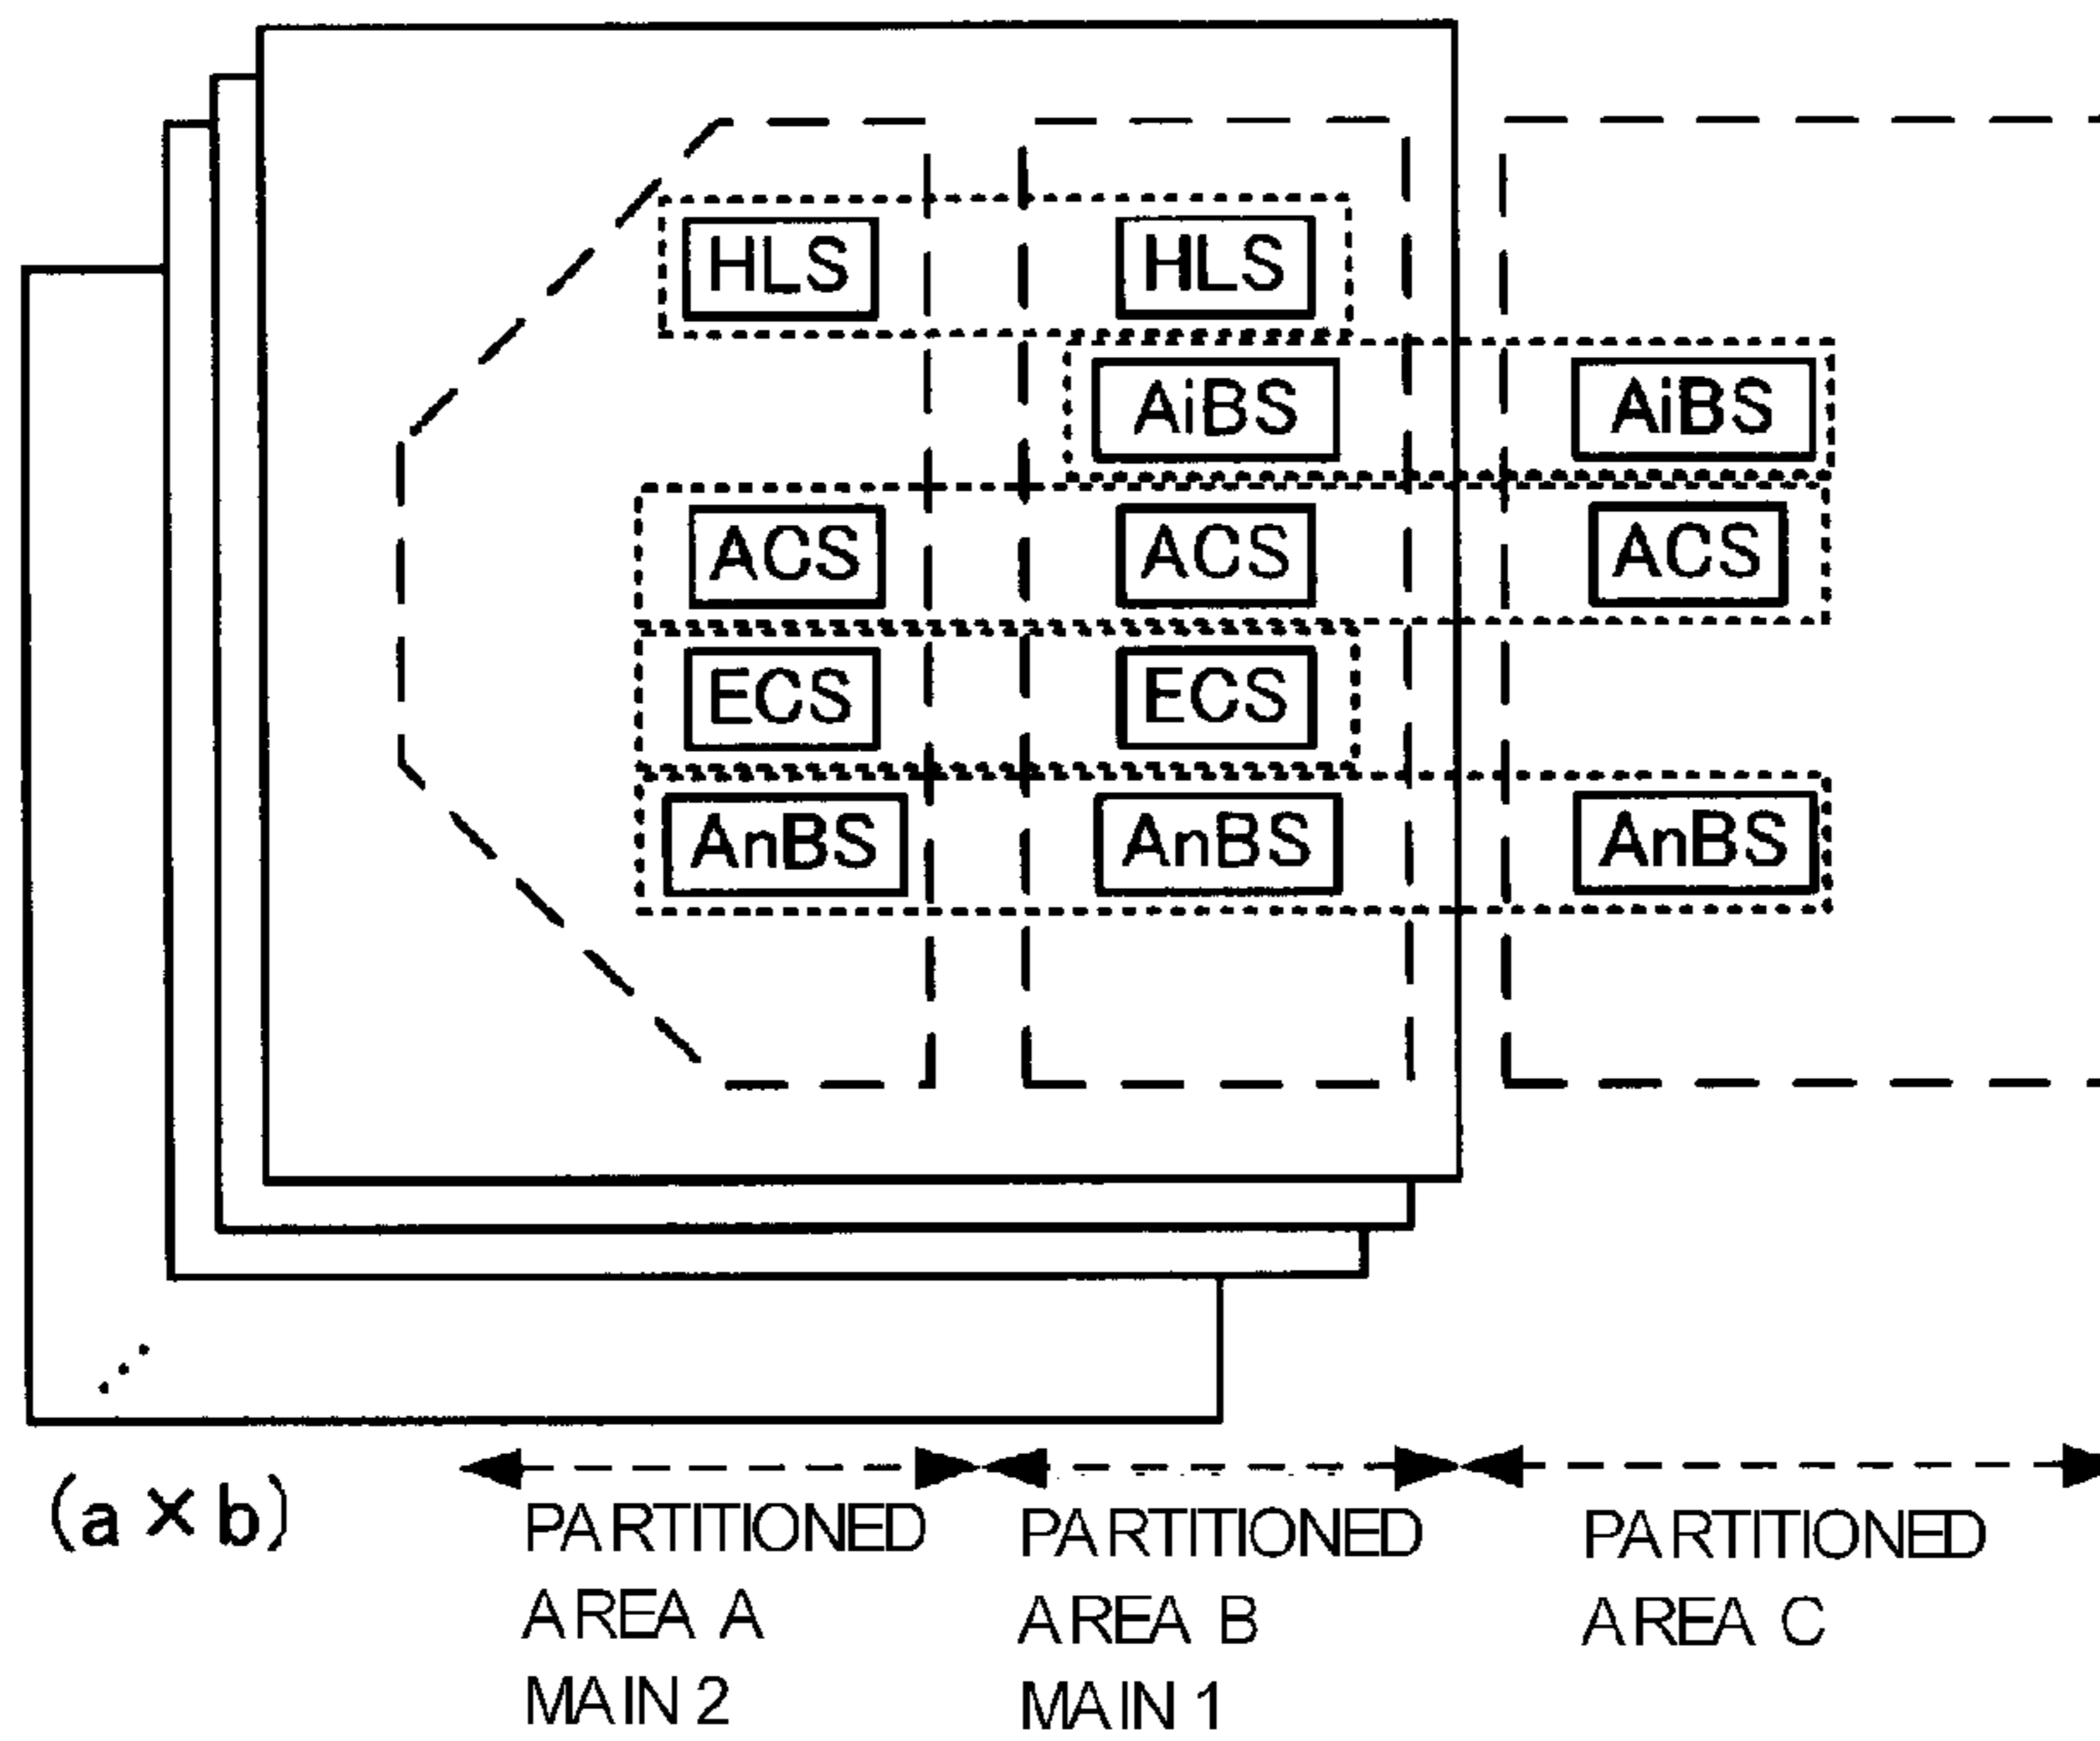 HLS HLS
AiBS AiBS
ACS ACS ACS
ECS ECS
AnBS AnBS AnBS
(a×b)
PARTITIONED
AREA A
MAIN 2
PARTITIONED
AREA B
MAIN 1
PARTITIONED
AREA C